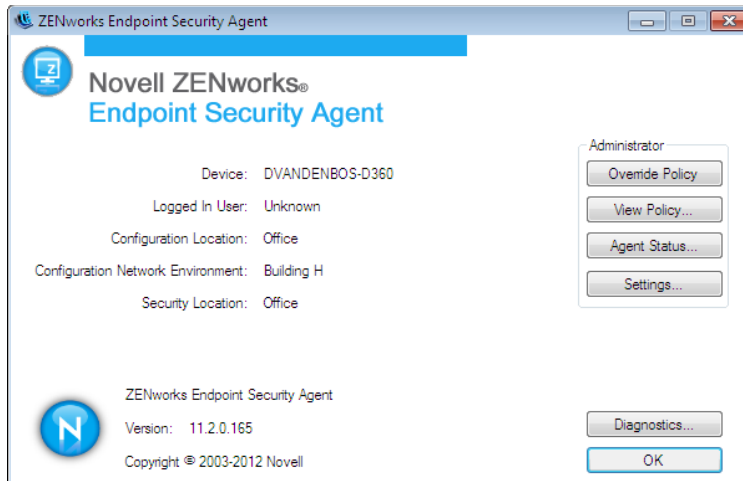 ZENworks Endpoint Security Agent
Z
Novell ZENworks®
Endpoint Security Agent
Device: DVANDENBOS-D360
Logged In User: Unknown
Configuration Location: Office
Configuration Network Environment: Building H
Security Location: Office
Administrator
Override Policy
View Policy...
Agent Status...
Settings...
N
ZENworks Endpoint Security Agent
Version: 11.2.0.165
Copyright © 2003-2012 Novell
Diagnostics...
OK